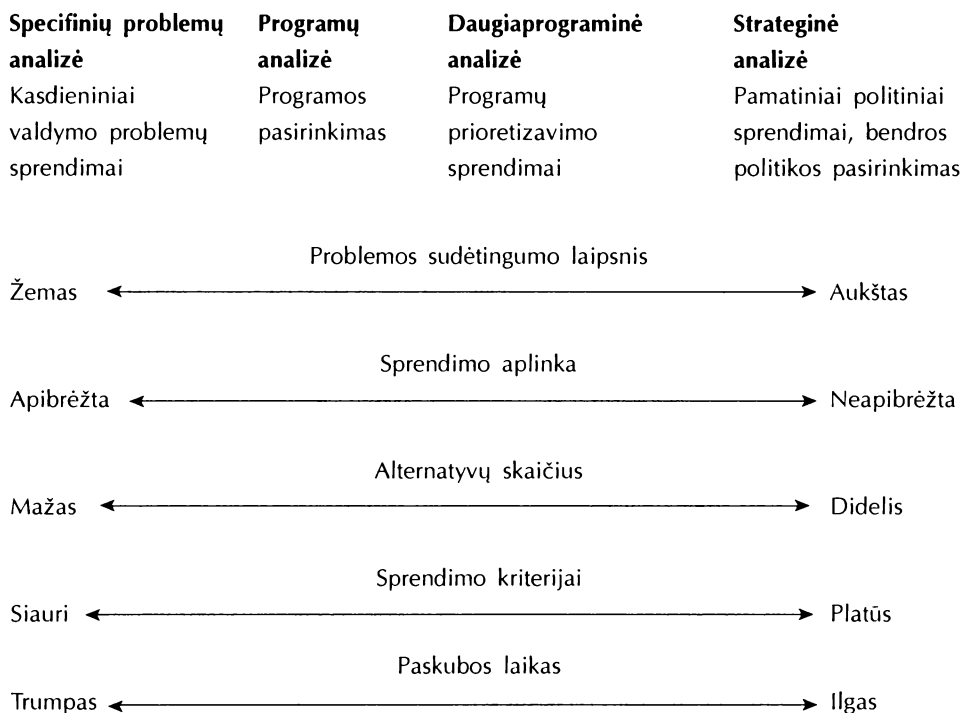 Specifinių problemų analizė
Programų analizė
Daugiaprograminė analizė
Strateginė analizė
Kasdieniniai valdymo problemų sprendimai
Programos pasirinkimas
Programų prioretizavimo sprendimai
Pamatiniai politiniai sprendimai, bendros politikos pasirinkimas
Problemos sudėtingumo laipsnis
Žemas Aukštas
Sprendimo aplinka
Apibrėžta Neapibrėžta
Alternatyvų skaičius
Mažas Didelis
Sprendimo kriterijai
Siauri Platūs
Paskubos laikas
Trumpas Ilgas